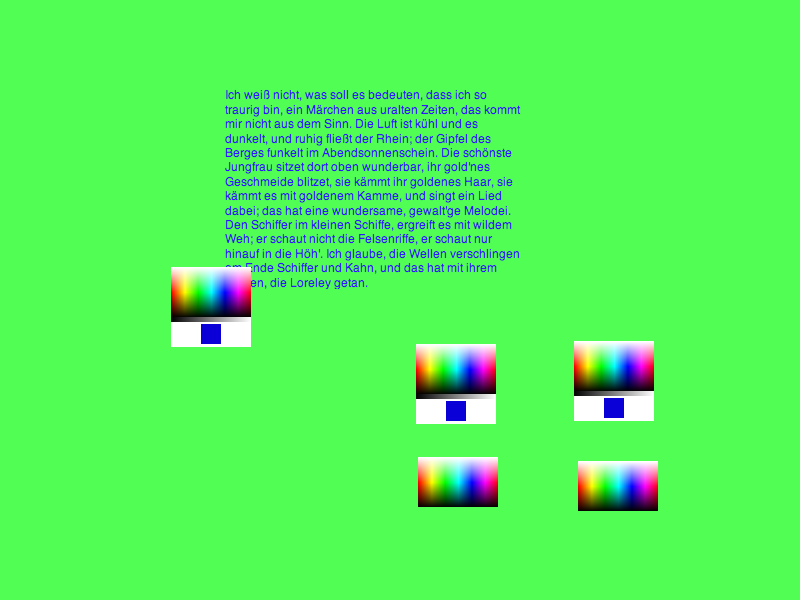 Ich weiß nicht, was soll es bedeuten, dass ich so
traurig bin, ein Märchen aus uralten Zeiten, das kommt
mir nicht aus dem Sinn. Die Luft ist kühl und es
dunkelt, und ruhig fließt der Rhein; der Gipfel des
Berges funkelt im Abendsonnenschein. Die schönste
Jungfrau sitzet dort oben wunderbar, ihr gold'nes
Geschmeide blitzet, sie kämmt ihr goldenes Haar, sie
kämmt es mit goldenem Kamme, und singt ein Lied
dabei; das hat eine wundersame, gewalt'ge Melodei.
Den Schiffer im kleinen Schiffe, ergreift es mit wildem
Weh; er schaut nicht die Felsenriffe, er schaut nur
hinauf in die Höh'. Ich glaube, die Wellen verschlingen
am Ende Schiffer und Kahn, und das hat mit ihrem
die Loreley getan.